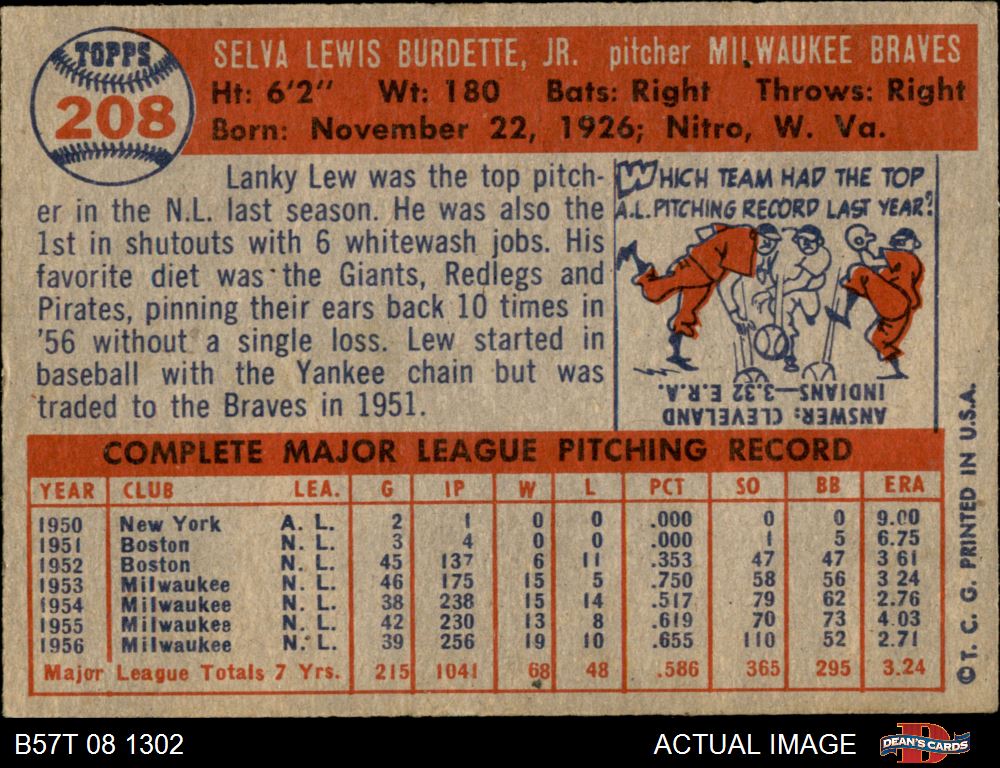 TOPPS
208
SELVA LEWIS BURDETTE, JR. pitcher MILWAUKEE BRAVES
Ht: 6'2" Wt: 180 Bats: Right Throws: Right
Born: November 22, 1926; Nitro, W. Va.
Lanky Lew was the top pitch-
er in the N.L. last season. He was also the
1st in shutouts with 6 whitewash jobs. His
favorite diet was the Giants, Redlegs and
Pirates, pinning their ears back 10 times in
'56 without a single loss. Lew started in
baseball with the Yankee chain but was
traded to the Braves in 1951.
WHICH TEAM HAD THE TOP
A.L. PITCHING RECORD LAST YEAR?
ANSWER: CLEVELAND
INDIANS—3.32 E.R.A.
COMPLETE MAJOR LEAGUE PITCHING RECORD
YEAR CLUB LEA. G IP W L PCT SO BB ERA
1950 New York A. L. 2 1 0 0 .000 0 0 9.00
1951 Boston N. L. 3 4 0 0 .000 1 5 6.75
1952 Boston N. L. 45 137 6 11 .353 47 47 3 61
1953 Milwaukee N. L. 46 175 15 5 .750 58 56 3 24
1954 Milwaukee N. L. 38 238 15 14 .517 79 62 2.76
1955 Milwaukee N. L. 42 230 13 8 .619 70 73 4.03
1956 Milwaukee N. L. 39 256 19 10 .655 110 52 2.71
Major League Totals 7 Yrs. 215 1041 68 48 .586 365 295 3.24
© T. C. G. PRINTED IN U.S.A.
B57T 08 1302
ACTUAL IMAGE
DEAN'S CARDS